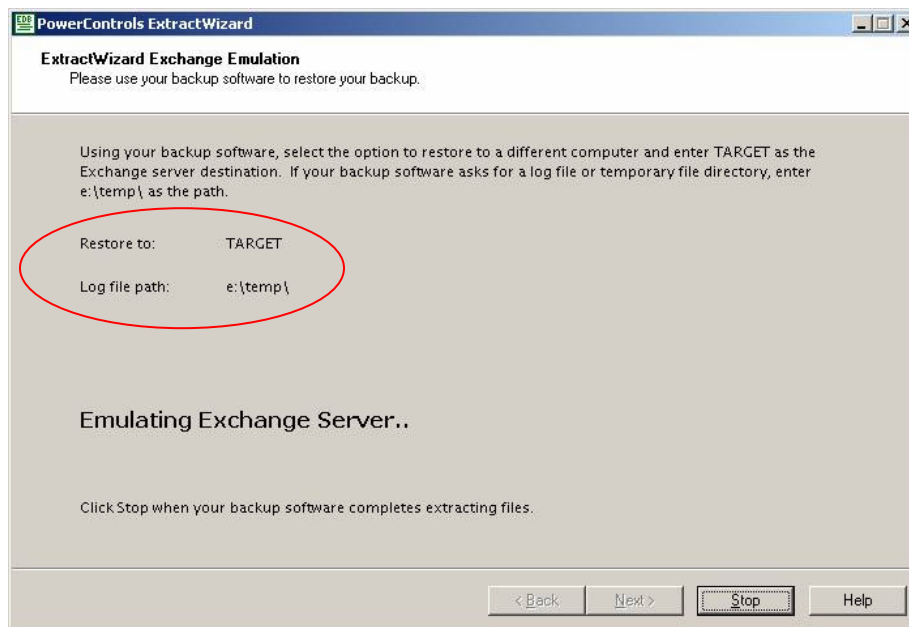 EDB PowerControls ExtractWizard
ExtractWizard Exchange Emulation
Please use your backup software to restore your backup.
Using your backup software, select the option to restore to a different computer and enter TARGET as the
Exchange server destination. If your backup software asks for a log file or temporary file directory, enter
e:\temp\ as the path.
Restore to: TARGET
Log file path: e:\temp\
Emulating Exchange Server..
Click Stop when your backup software completes extracting files.
< Back Next > Stop Help